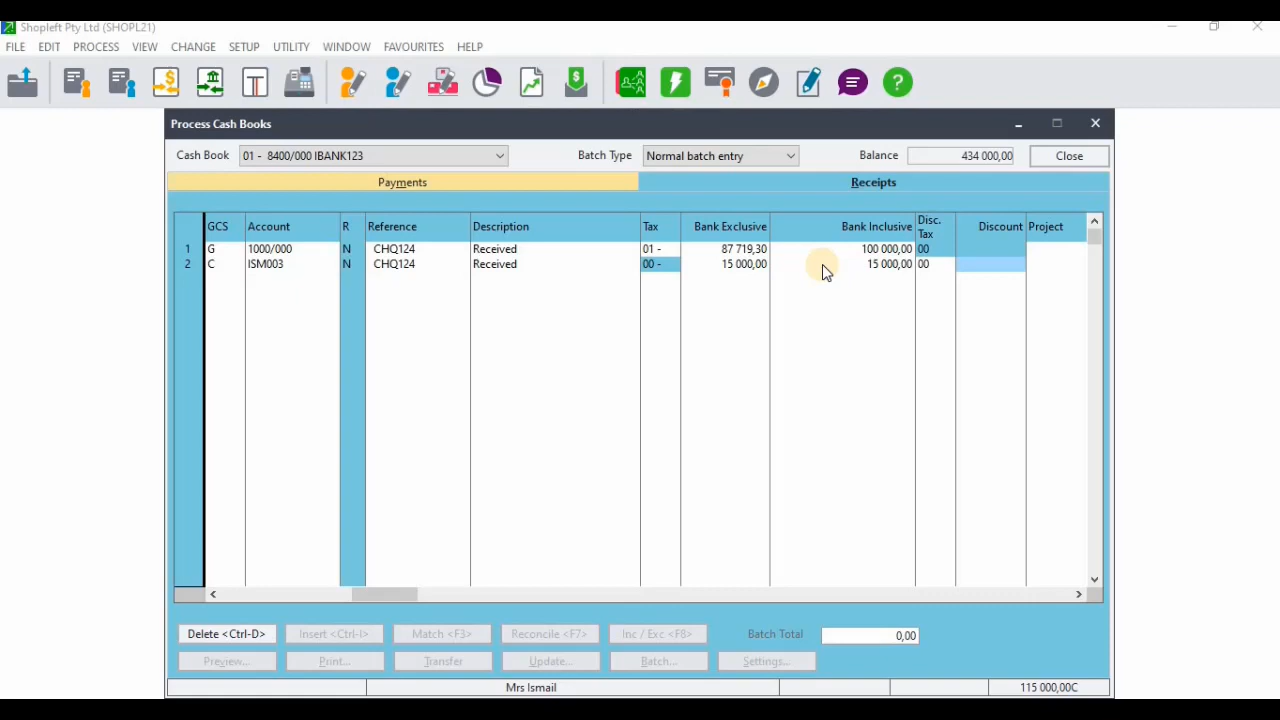 Shopleft Pty Ltd (SHOPL21)
FILE EDIT PROCESS VIEW CHANGE SETUP UTILITY WINDOW FAVOURITES HELP
Process Cash Books
Cash Book 01 - 8400/000 IBANK123 Batch Type Normal batch entry Balance 434 000,00 Close
Payments Receipts
GCS Account R Reference Description Tax Bank Exclusive Bank Inclusive Disc. Tax Discount Project
1 G 1000/000 N CHQ124 Received 01 - 87 719,30 100 000,00 00
2 C ISM003 N CHQ124 Received 00 - 15 000,00 15 000,00 00
Delete <Ctrl-D> Insert <Ctrl-I> Match <F3> Reconcile <F7> Inc / Exc <F8> Batch Total 0,00
Preview... Print... Transfer Update... Batch... Settings...
Mrs Ismail 115 000,00C